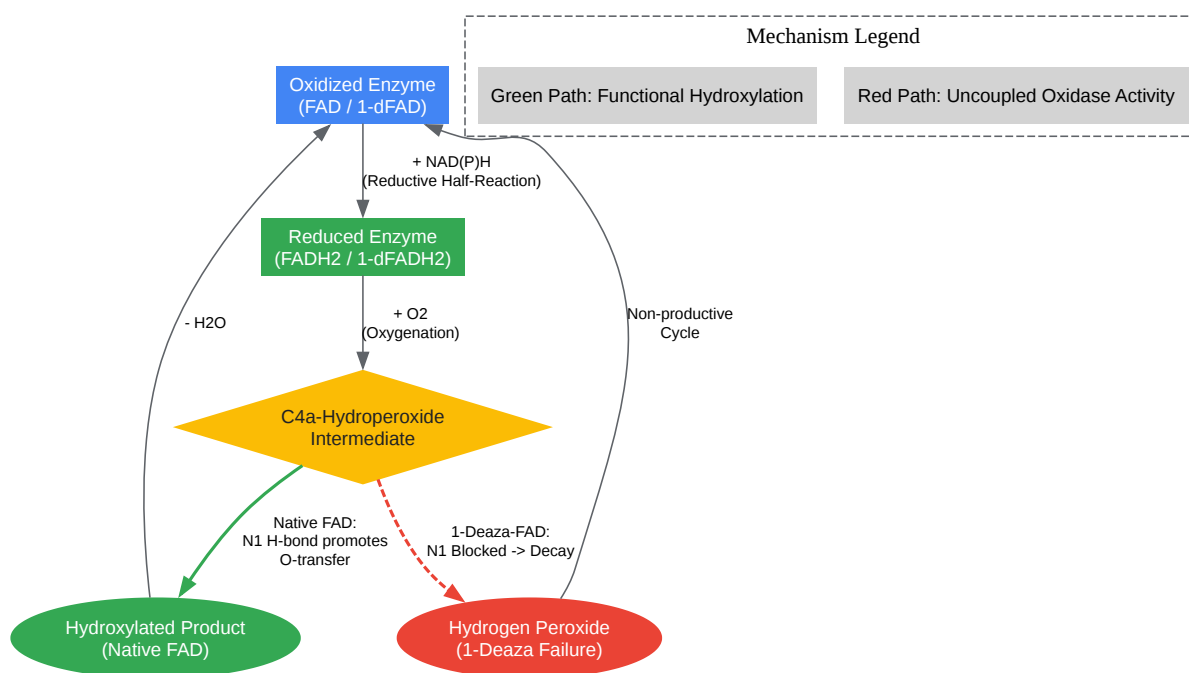 Mechanism Legend
Green Path: Functional Hydroxylation
Red Path: Uncoupled Oxidase Activity
Oxidized Enzyme
(FAD / 1-dFAD)
+ NAD(P)H
(Reductive Half-Reaction)
Reduced Enzyme
(FADH2 / 1-dFADH2)
+ O2
(Oxygenation)
- H2O
Non-productive
Cycle
C4a-Hydroperoxide
Intermediate
Native FAD:
N1 H-bond promotes
O-transfer
1-Deaza-FAD:
N1 Blocked -> Decay
Hydroxylated Product
(Native FAD)
Hydrogen Peroxide
(1-Deaza Failure)